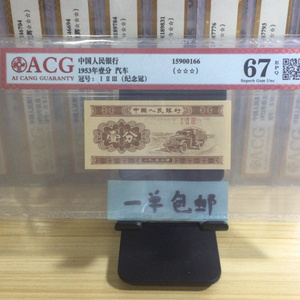 ACG
AI CANG GUARANTY
中国人民银行
1953年壹分 汽车
冠号：ⅠⅡⅢ（纪念冠）
15900166
（☆☆☆）
67 EPQ
Superb Gem Unc
中国人民银行
ⅠⅡⅢ
壹分
一单包邮